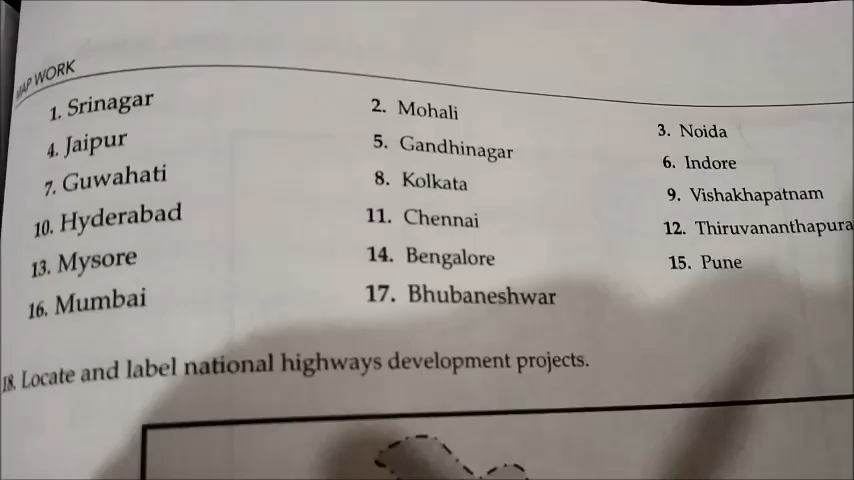 MAP WORK
1. Srinagar 2. Mohali 3. Noida
4. Jaipur 5. Gandhinagar 6. Indore
7. Guwahati 8. Kolkata 9. Vishakhapatnam
10. Hyderabad 11. Chennai 12. Thiruvananthapura
13. Mysore 14. Bengalore 15. Pune
16. Mumbai 17. Bhubaneshwar
18. Locate and label national highways development projects.